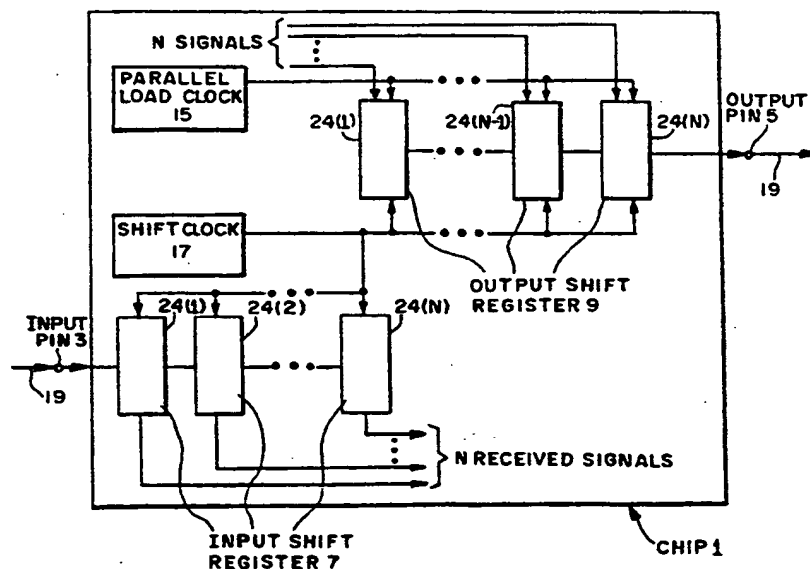 N SIGNALS
PARALLEL
LOAD CLOCK
15
24(1)
24(N-1)
24(N)
OUTPUT
PIN 5
19
SHIFT CLOCK
17
OUTPUT SHIFT
REGISTER 9
INPUT
PIN 3
19
24(1)
24(2)
24(N)
N RECEIVED SIGNALS
INPUT SHIFT
REGISTER 7
CHIP 1